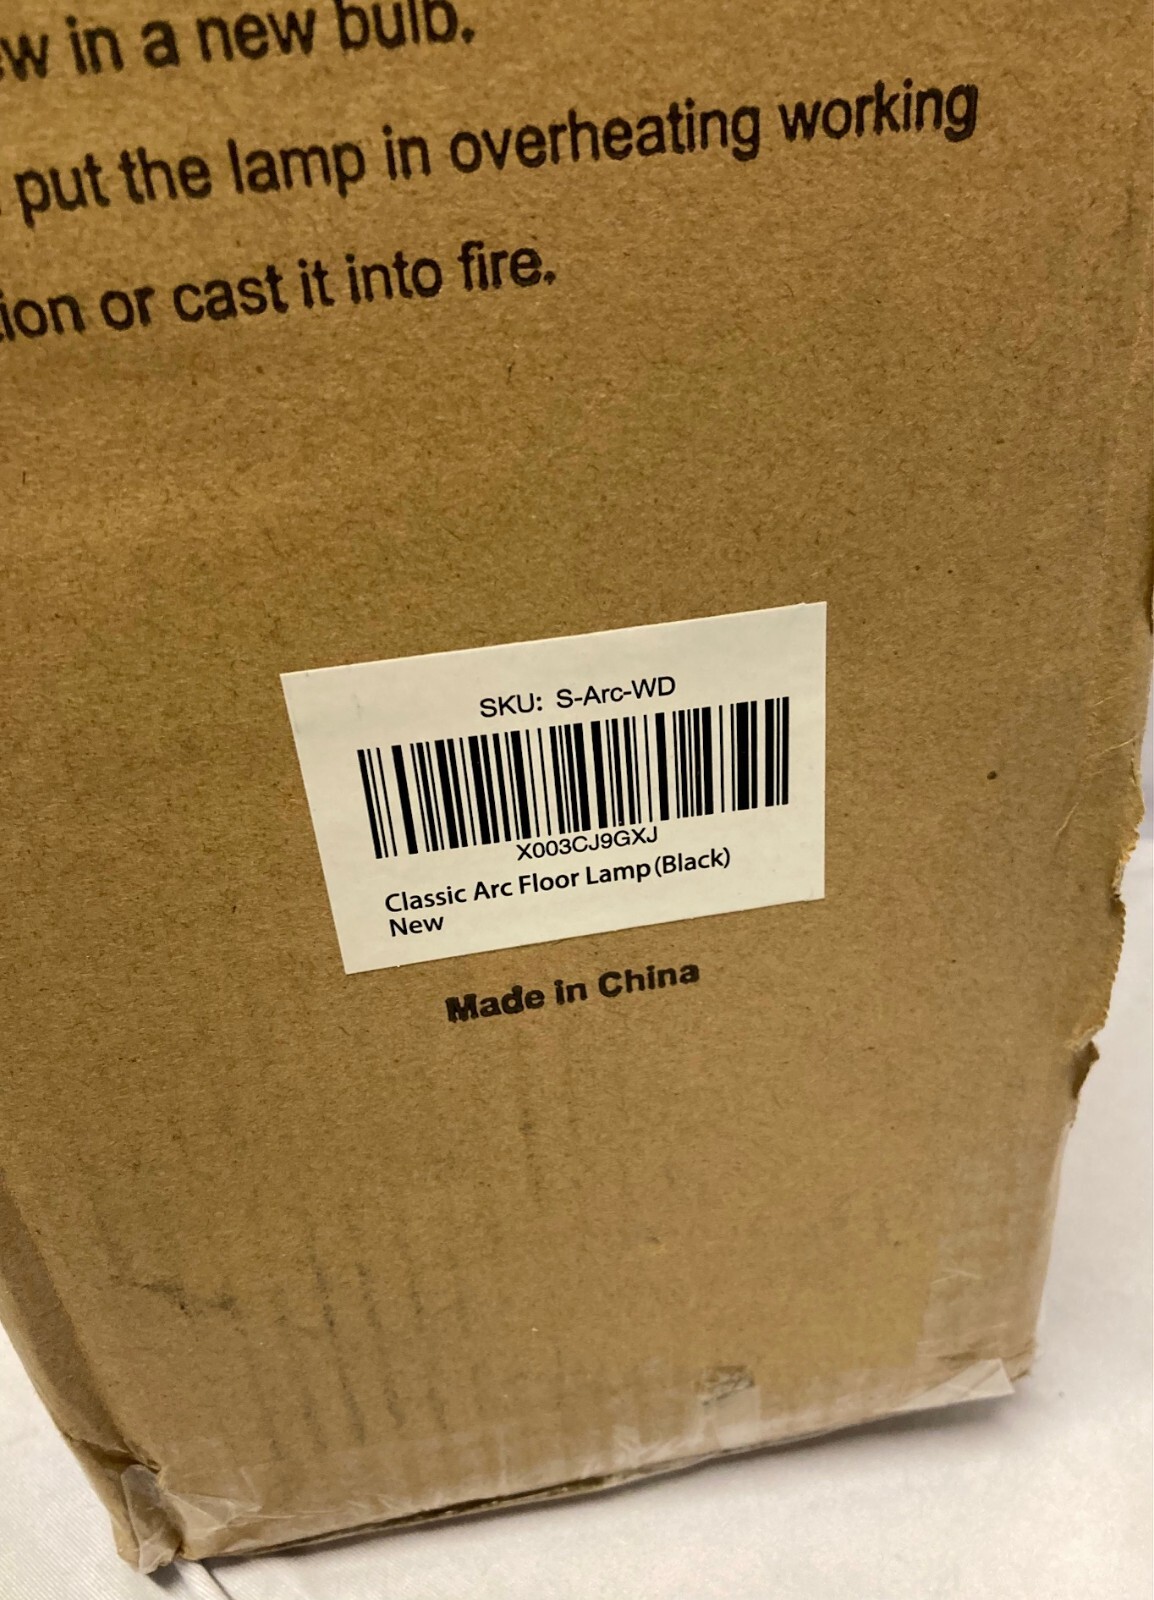 in a new bulb.
put the lamp in overheating working
or cast it into fire.
SKU: S-Arc-WD
X003CJ9GXJ
Classic Arc Floor Lamp (Black)
New
Made in China